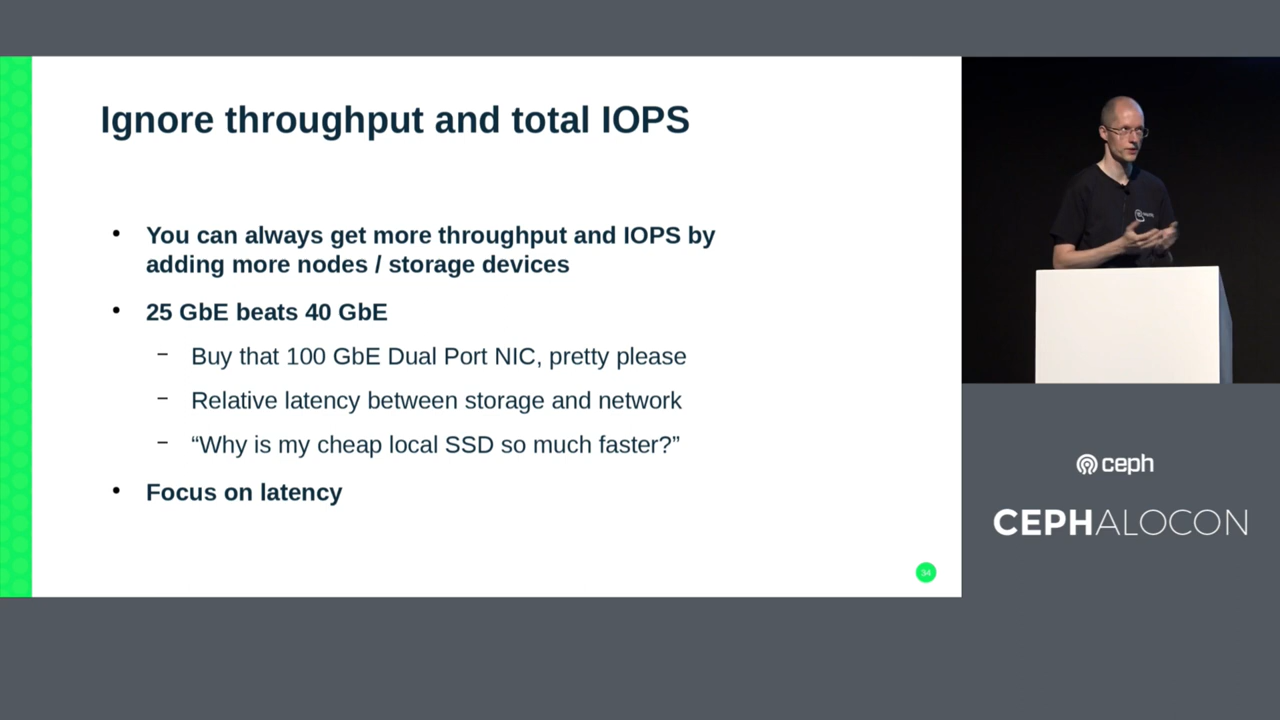 Ignore throughput and total IOPS
• You can always get more throughput and IOPS by
adding more nodes / storage devices
• 25 GbE beats 40 GbE
– Buy that 100 GbE Dual Port NIC, pretty please
– Relative latency between storage and network
– “Why is my cheap local SSD so much faster?”
• Focus on latency
34
ceph
CEPHALOCON